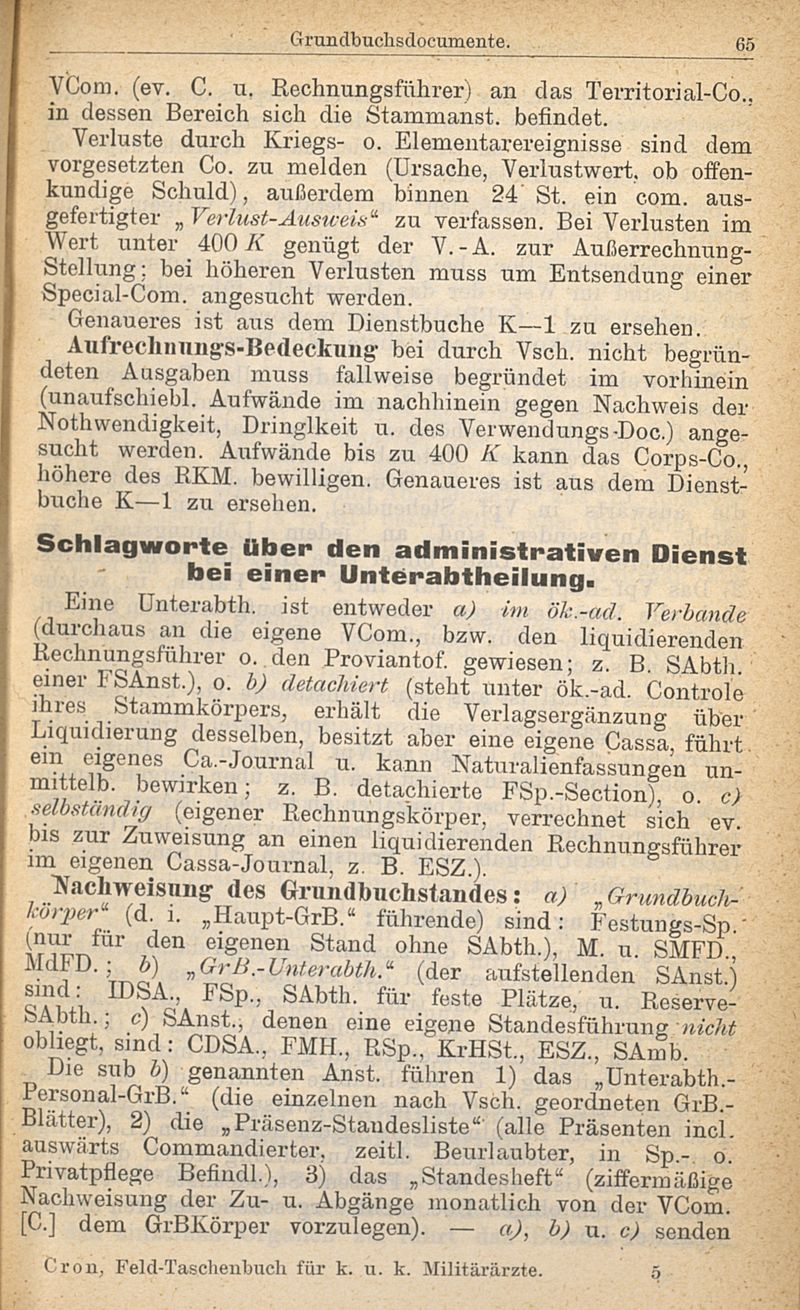 Grundbuchsdocumente. 65
VCom. (ev. C. u. Rechnungsführer) an das Territorial-Co.,
in dessen Bereich sich die Stammanst. befindet.
Verluste durch Kriegs- o. Elementarereignisse sind dem
vorgesetzten Co. zu melden (Ursache, Verlustwert, ob offen-
kundige Schuld), außerdem binnen 24 St. ein com. aus-
gefertigter „Verlust-Ausweis“ zu verfassen. Bei Verlusten im
Wert unter 400 K genügt der V.-A. zur Außerrechnung-
Stellung; bei höheren Verlusten muss um Entsendung einer
Special-Com. angesucht werden.
Genaueres ist aus dem Dienstbuche K—1 zu ersehen.
Aufrechnungs-Bedeckung bei durch Vsch. nicht begrün-
deten Ausgaben muss fallweise begründet im vorhinein
(unaufschiebl. Aufwände im nachhinein gegen Nachweis der
Nothwendigkeit, Dringlkeit u. des Verwendungs-Doc.) ange-
sucht werden. Aufwände bis zu 400 K kann das Corps-Co.,
höhere des RKM. bewilligen. Genaueres ist aus dem Dienst-
buche K—1 zu ersehen.
Schlagworte über den administrativen Dienst
bei einer Unterabtheilung.
Eine Unterabth. ist entweder a) im ök.-ad. Verbande
(durchaus an die eigene VCom., bzw. den liquidierenden
Rechnungsführer o. den Proviantof. gewiesen; z. B. SAbth.
einer FSAnst.), o. b) detachiert (steht unter ök.-ad. Controle
ihres Stammkörpers, erhält die Verlagsergänzung über
Liquidierung desselben, besitzt aber eine eigene Cassa, führt
ein eigenes Ca.-Journal u. kann Naturalienfassungen un-
mittelb. bewirken; z. B. detachierte FSp.-Section), o. c)
selbständig (eigener Rechnungskörper, verrechnet sich ev.
bis zur Zuweisung an einen liquidierenden Rechnungsführer
im eigenen Cassa-Journal, z. B. ESZ.).
Nachweisung des Grundbuchstandes: a) „Grundbuch-
körper“ (d. i. „Haupt-GrB.“ führende) sind: Festungs-Sp.
(nur für den eigenen Stand ohne SAbth.), M. u. SMFD.,
MdFD.; b) „GrB.-Unterabth.“ (der aufstellenden SAnst.)
sind: IDSA., FSp., SAbth. für feste Plätze, u. Reserve-
SAbth.; c) SAnst., denen eine eigene Standesführung nicht
obliegt, sind: CDSA., FMH., RSp., KrHSt., ESZ., SAmb.
Die sub b) genannten Anst. führen 1) das „Unterabth.-
Personal-GrB.“ (die einzelnen nach Vsch. geordneten GrB.-
Blätter), 2) die „Präsenz-Standesliste“ (alle Präsenten incl.
auswärts Commandierter, zeitl. Beurlaubter, in Sp.- o.
Privatpflege Befindl.), 3) das „Standesheft“ (ziffermäßige
Nachweisung der Zu- u. Abgänge monatlich von der VCom.
[C.] dem GrBKörper vorzulegen). — a), b) u. c) senden
Cron, Feld-Taschenbuch für k. u. k. Militärärzte. 5